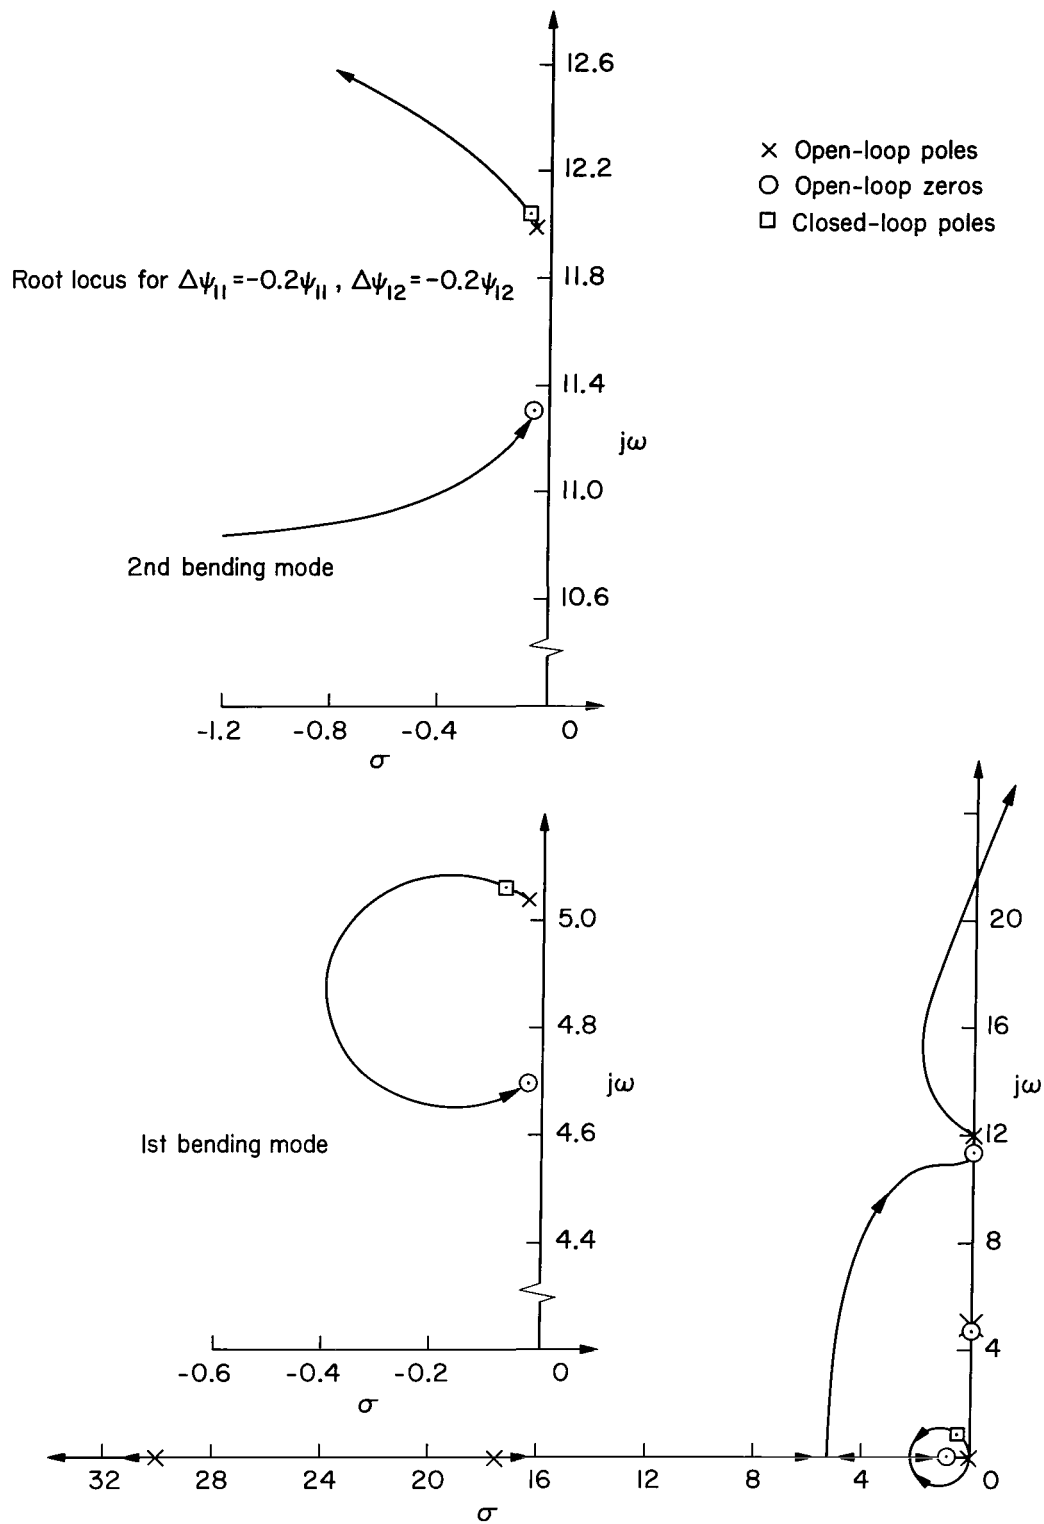 12.6
× Open-loop poles
12.2
○ Open-loop zeros
□ Closed-loop poles
11.8
Root locus for Δψ₁₁=-0.2ψ₁₁, Δψ₁₂=-0.2ψ₁₂
11.4
jω
11.0
2nd bending mode
10.6
-1.2 -0.8 -0.4 0
σ
5.0
20
4.8
16
jω
jω
1st bending mode
4.6
12
4.4
8
4
-0.6 -0.4 -0.2 0
σ
32 28 24 20 16 12 8 4 0
σ